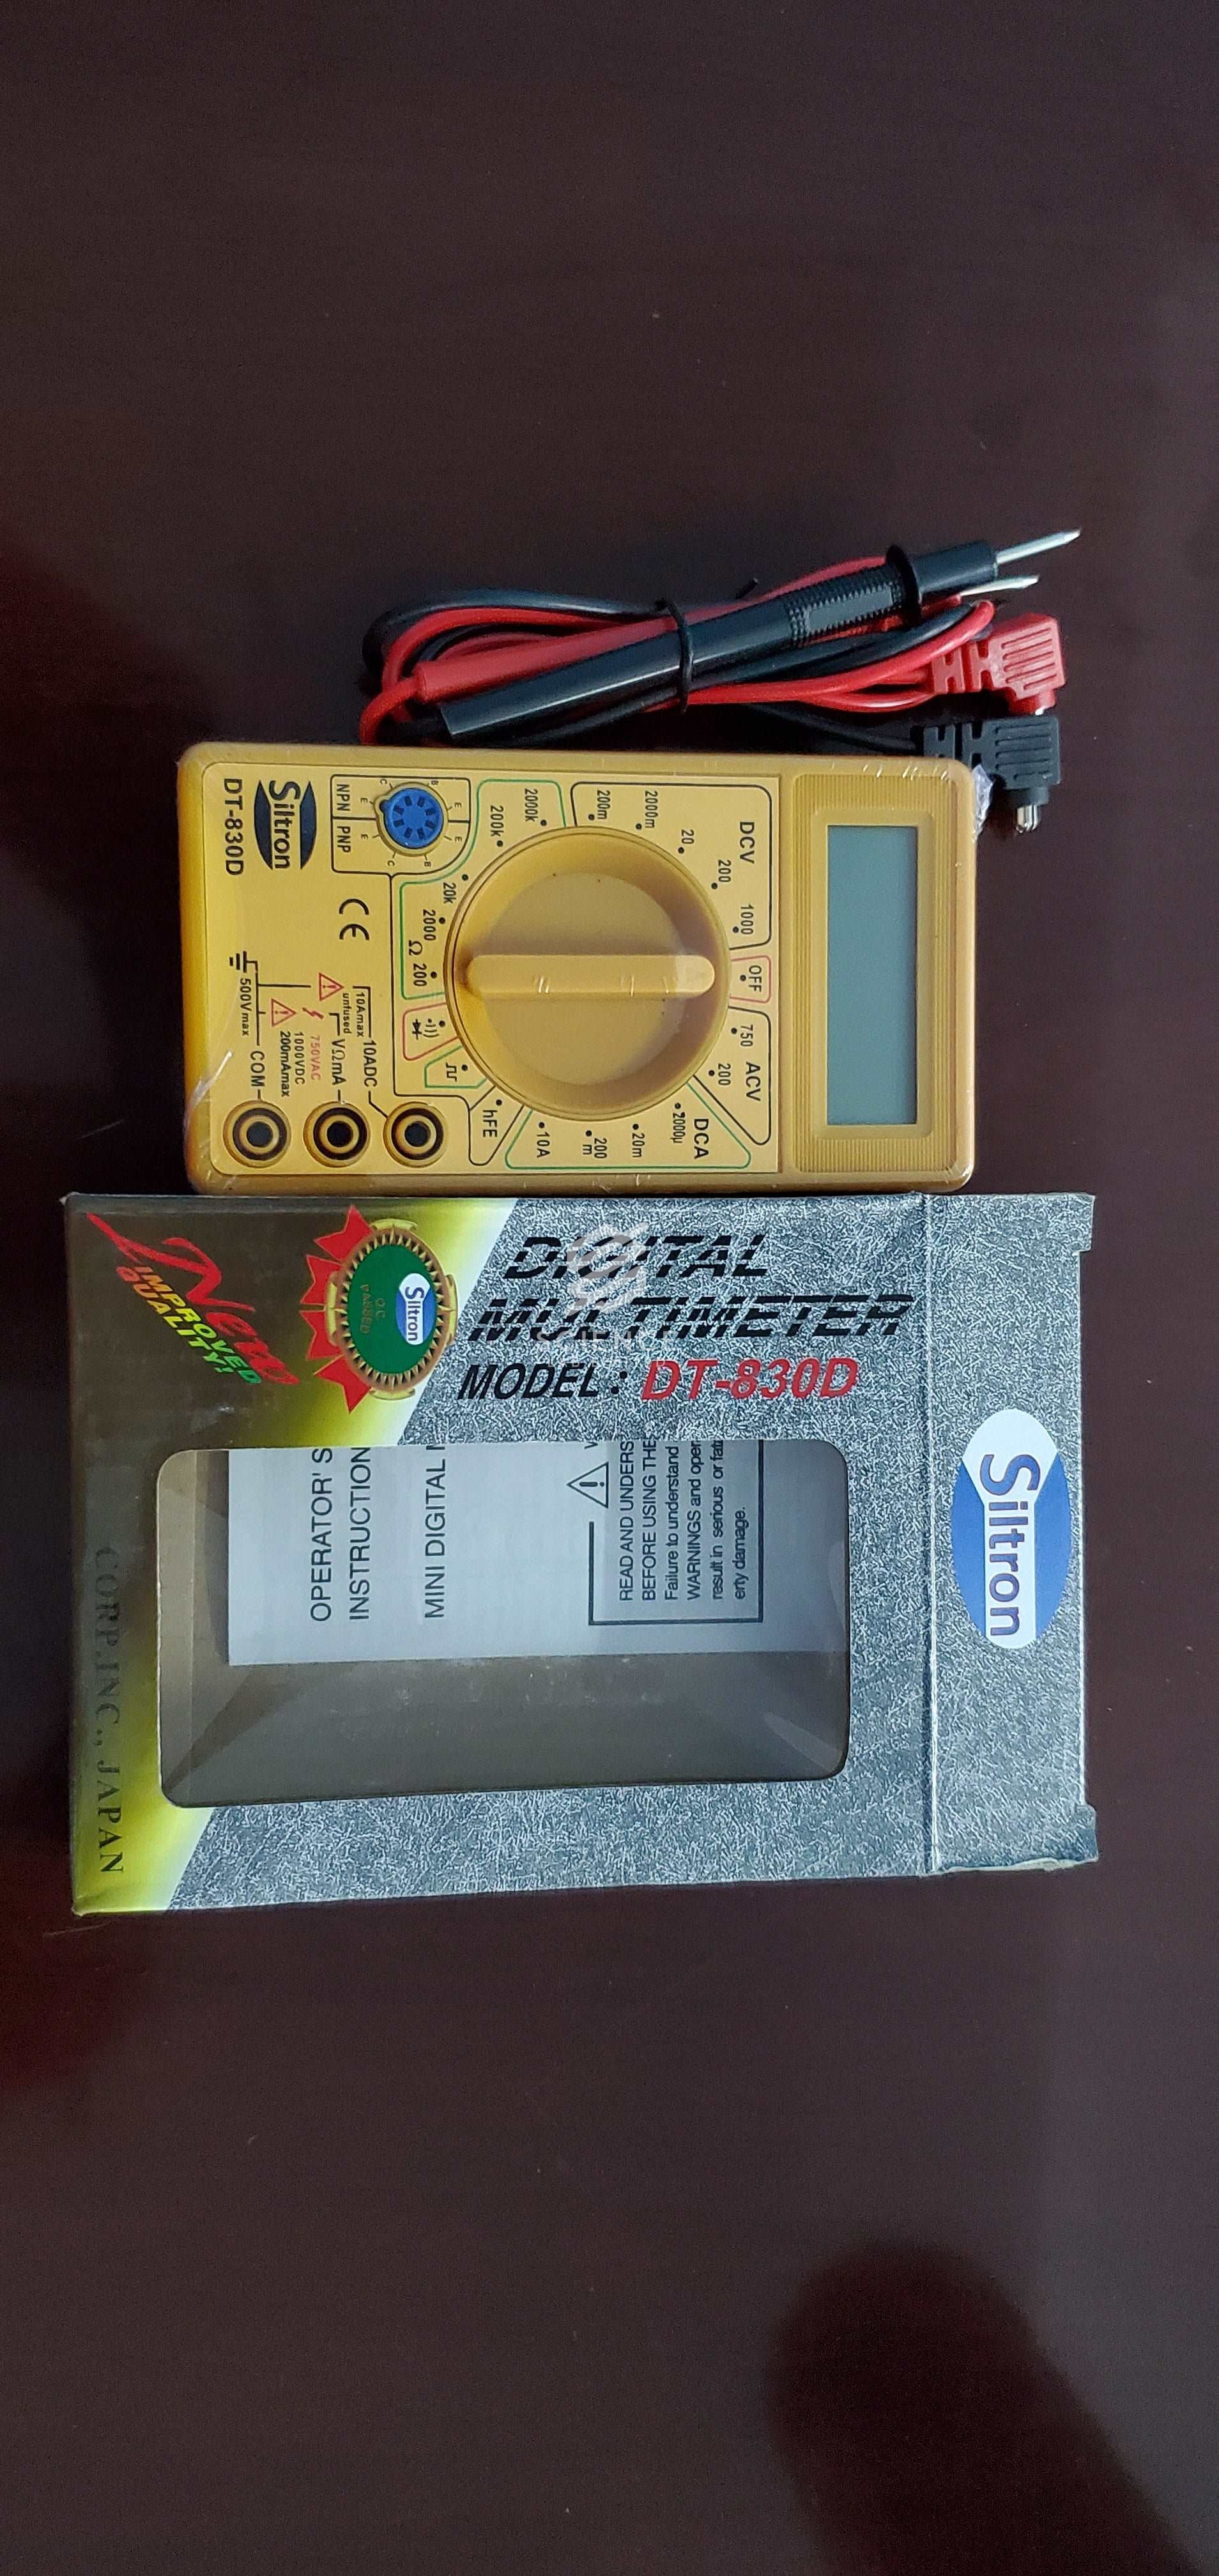 DCV
OFF
ACV
1000
200
20
2000m
200m
750
200
DCA
2000µ
20m
200
m
10A
hFE
2000k
200k
20k
2000
Ω
200
NPN
PNP
E
B
C
E
E
B
C
E
CE
10ADC
10Amax
unfused
VΩmA
750VAC
1000VDC
200mAmax
500Vmax
COM
Siltron
DT-830D
Siltron
DIGITAL
MULTIMETER
MODEL: DT-830D
Siltron
Q.C
PASSED
New
IMPROVED
QUALITY!
CORP.INC., JAPAN
OPERATOR'S
INSTRUCTION
MINI DIGITAL
READ AND UNDERS
BEFORE USING THE
Failure to understand
WARNINGS and oper
result in serious or fat
erty damage.